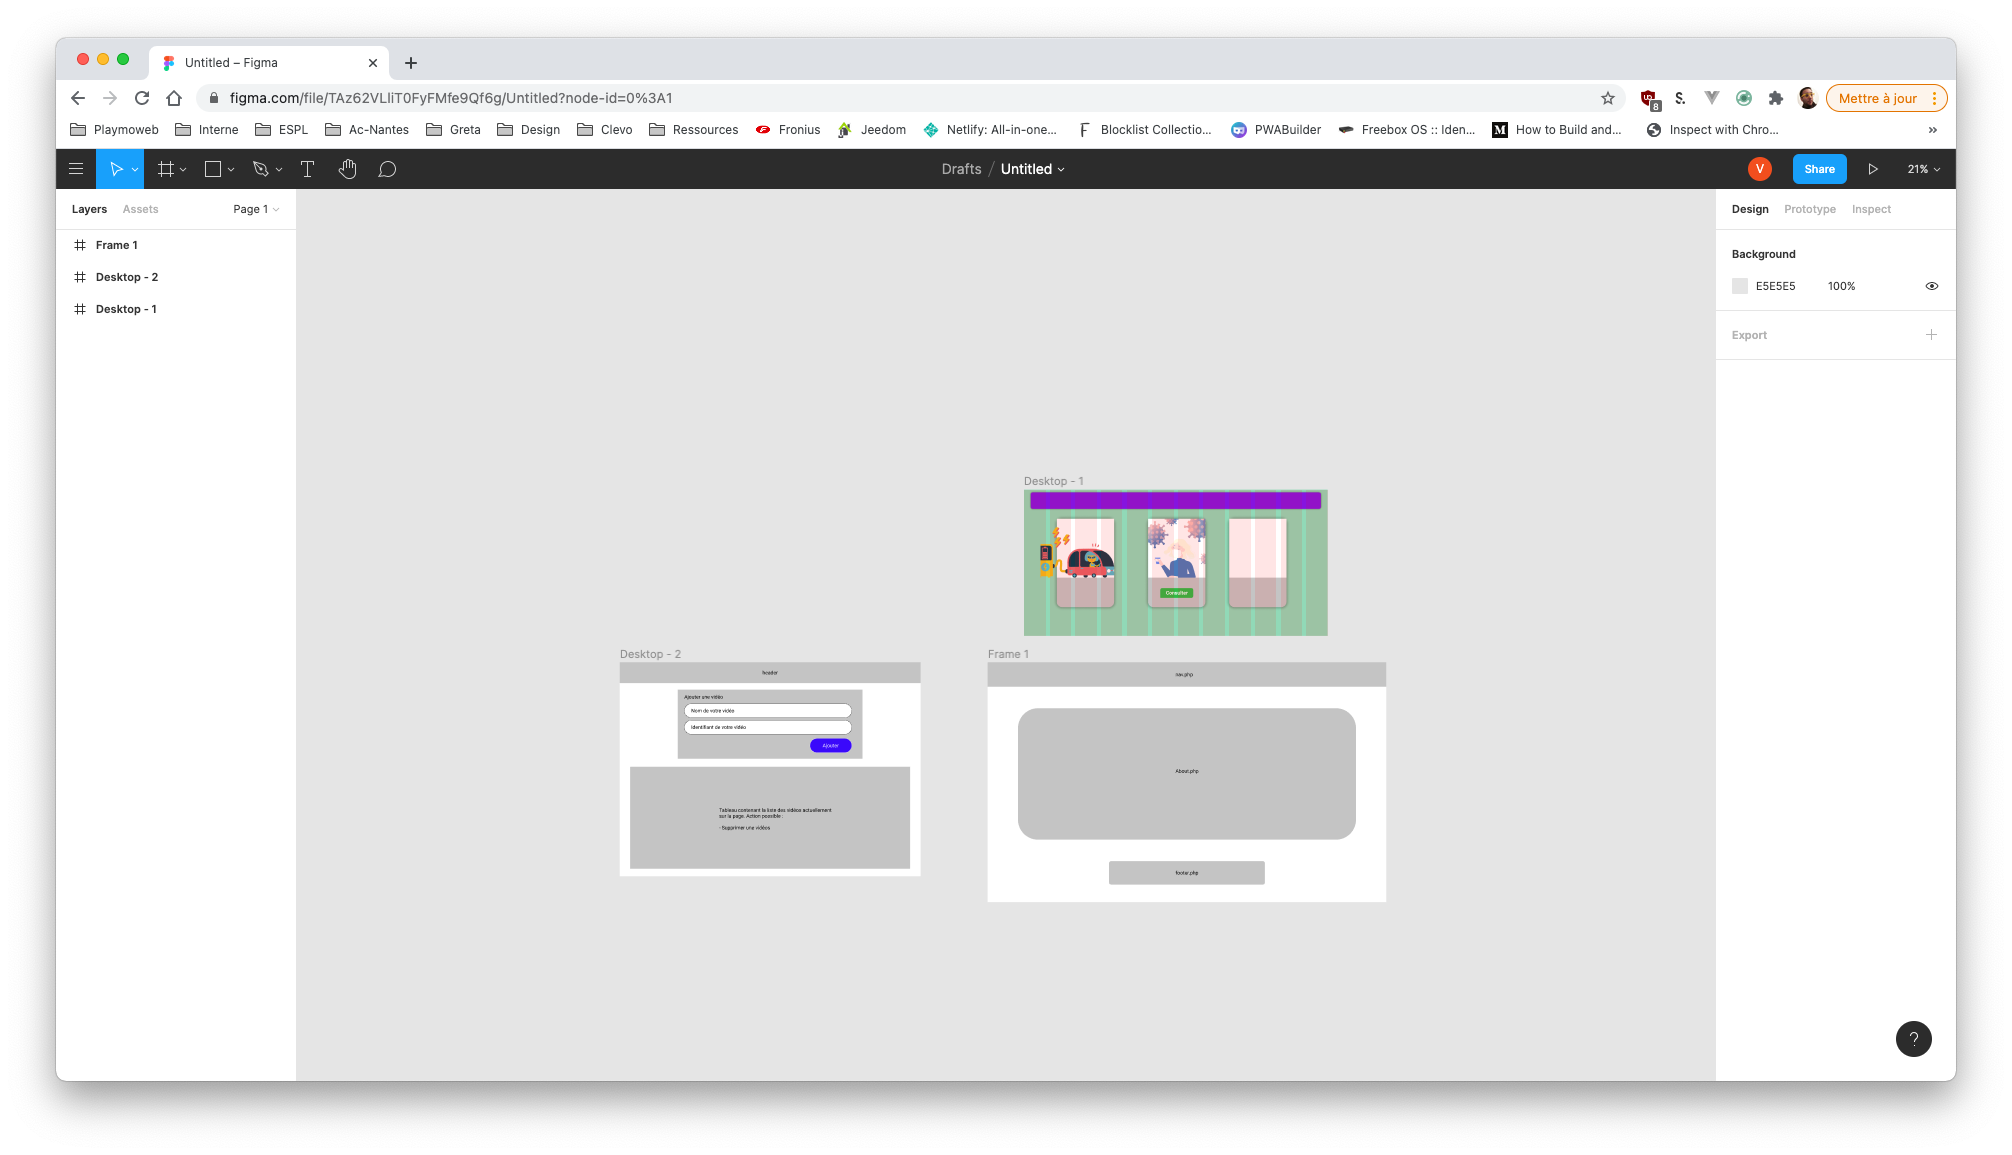 Untitled – Figma
figma.com/file/TAz62VLIiT0FyFMfe9Qf6g/Untitled?node-id=0%3A1
8
S.
Mettre à jour
Playmoweb
Interne
ESPL
Ac-Nantes
Greta
Design
Clevo
Ressources
Fronius
Jeedom
Netlify: All-in-one...
Blocklist Collectio...
PWABuilder
Freebox OS :: Iden...
M
How to Build and...
Inspect with Chro...
»
Drafts / Untitled
V
Share
21%
Layers
Assets
Page 1
Design
Prototype
Inspect
Frame 1
Desktop - 2
Desktop - 1
Background
E5E5E5
100%
Export
Desktop - 1
Consulter
Desktop - 2
header
Ajouter une vidéo
Nom de votre vidéo
Identifiant de votre vidéo
Ajouter
Tableau contenant la liste des vidéos actuellement
sur la page. Action possible :
- Supprimer une vidéos
Frame 1
nav.php
About.php
footer.php
?